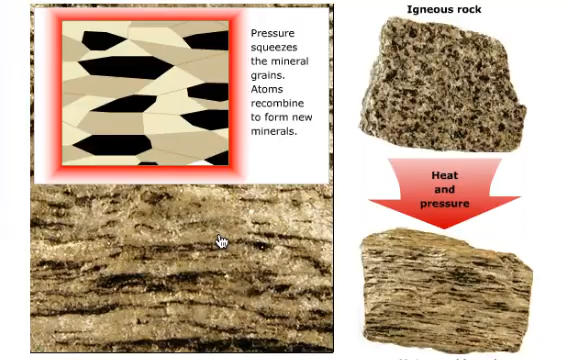 Igneous rock
Pressure
squeezes
the mineral
grains.
Atoms
recombine
to form new
minerals.
Heat
and
pressure